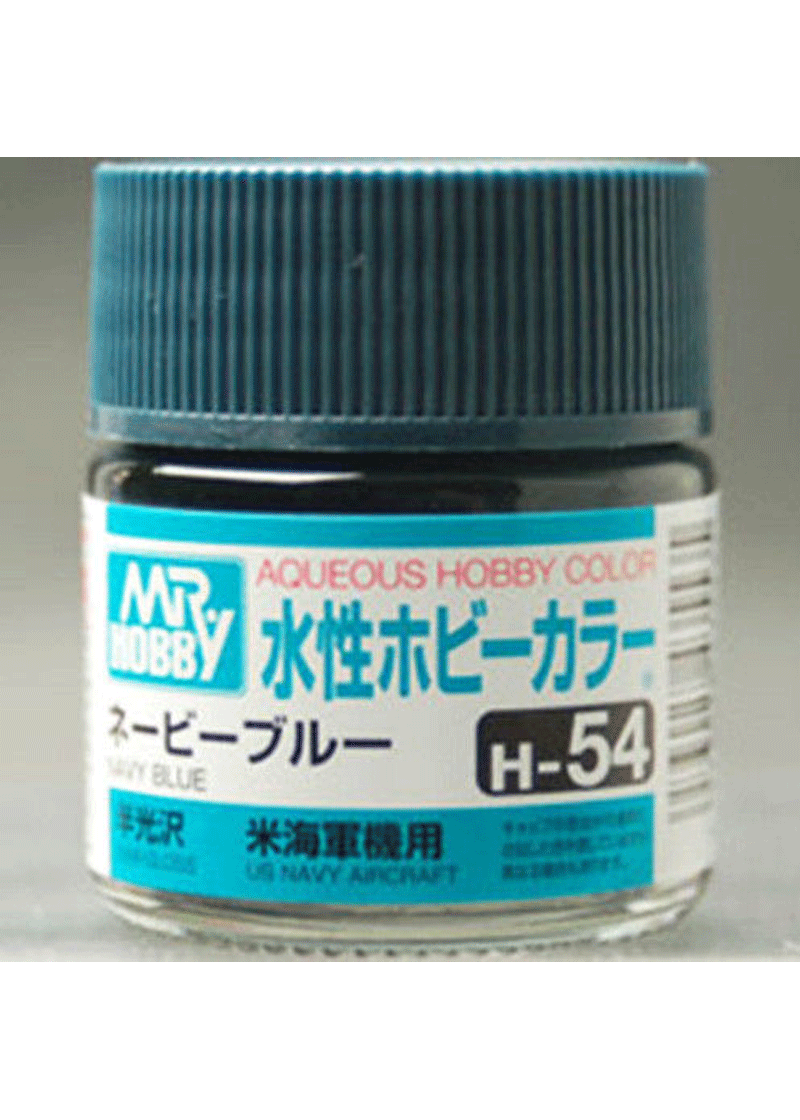 AQUEOUS HOBBY COLOR
MR.
HOBBY
水性ホビーカラー
ネービーブルー
NAVY BLUE
H-54
半光沢
米海軍機用
US NAVY AIRCRAFT